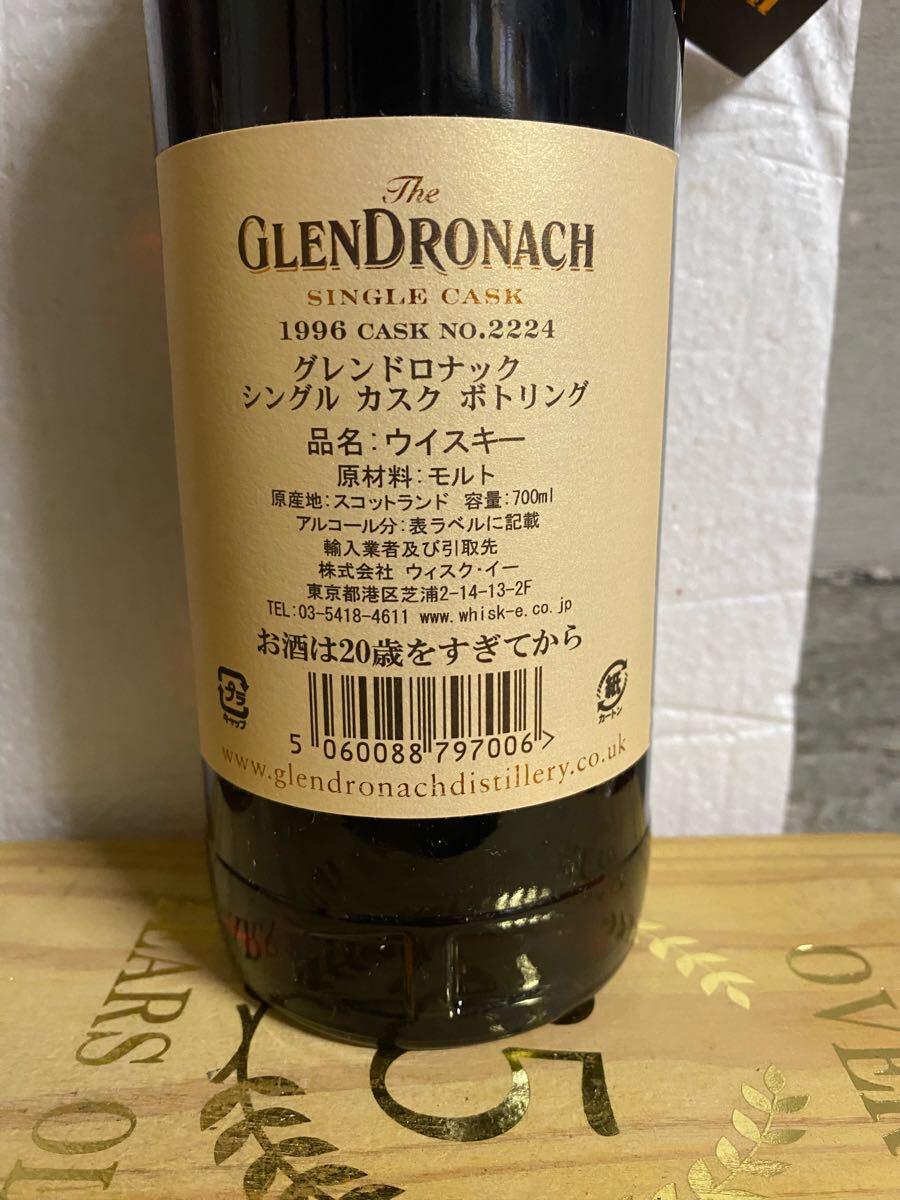 The
GLENDRONACH
SINGLE CASK
1996 CASK NO.2224
グレンドロナック
シングル カスク ボトリング
品名:ウイスキー
原材料:モルト
原産地:スコットランド 容量:700ml
アルコール分:表ラベルに記載
輸入業者及び引取先
株式会社 ウィスク・イー
東京都港区芝浦2-14-13-2F
TEL:03-5418-4611 www.whisk-e.co.jp
お酒は20歳をすぎてから
プラ
キャップ
紙
カートン
5 060088 797006>
www.glendronachdistillery.co.uk
OVER
5
EARS OL